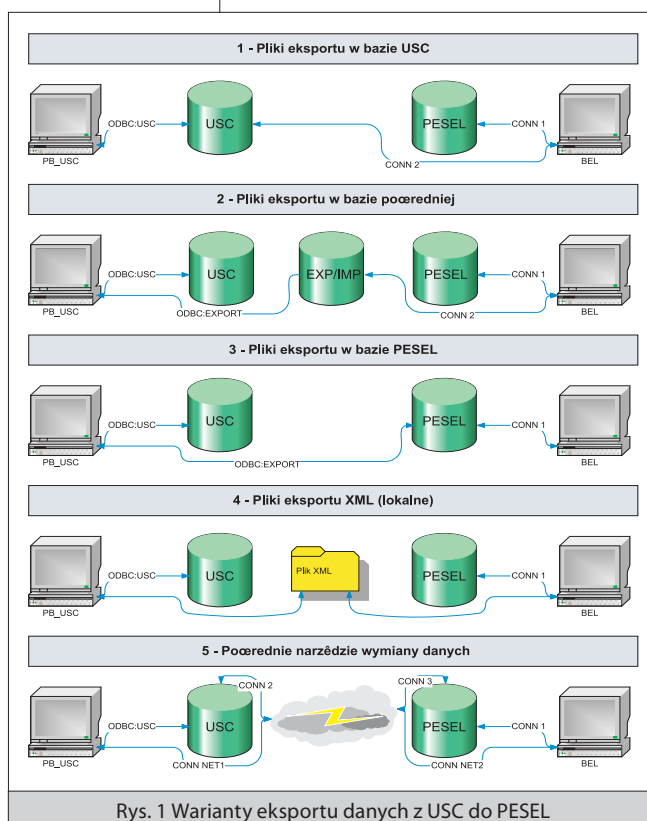 1 - Pliki eksportu w bazie USC
ODBC:USC
USC
PESEL
CONN 1
CONN 2
PB_USC
BEL
2 - Pliki eksportu w bazie poœredniej
ODBC:USC
USC
EXP/IMP
PESEL
CONN 1
PB_USC
ODBC:EXPORT
CONN 2
BEL
3 - Pliki eksportu w bazie PESEL
ODBC:USC
USC
PESEL
CONN 1
PB_USC
ODBC:EXPORT
BEL
4 - Pliki eksportu XML (lokalne)
ODBC:USC
USC
Plik XML
PESEL
CONN 1
PB_USC
BEL
5 - Poœrednie narzêdzie wymiany danych
CONN 2
CONN 3
ODBC:USC
USC
PESEL
CONN 1
PB_USC
CONN NET1
CONN NET2
BEL
Rys. 1 Warianty eksportu danych z USC do PESEL